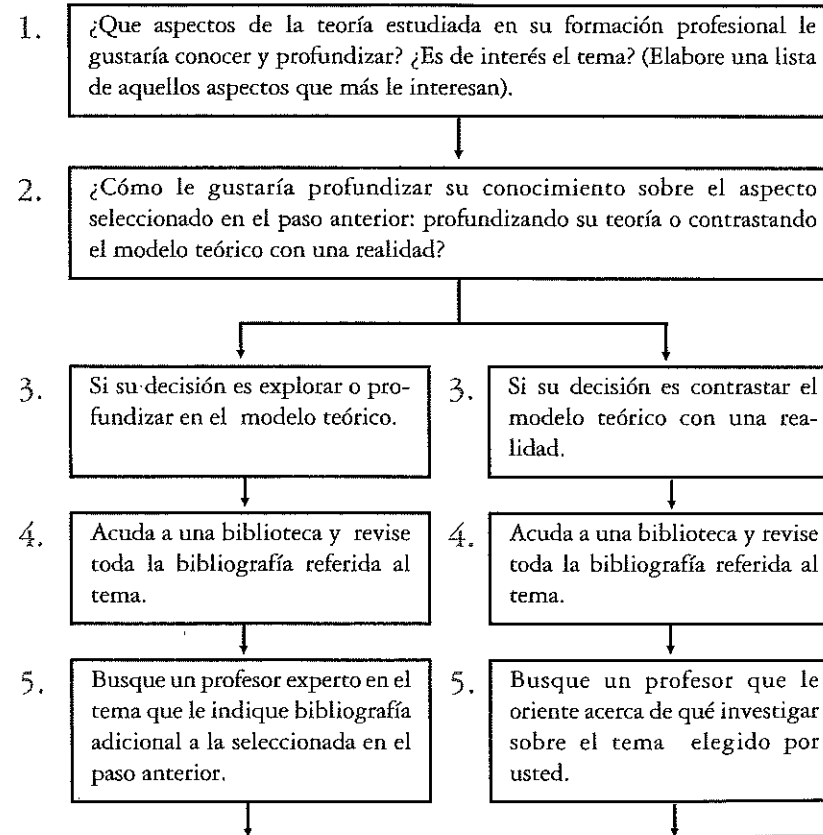 1. ¿Que aspectos de la teoría estudiada en su formación profesional le
gustaría conocer y profundizar? ¿Es de interés el tema? (Elabore una lista
de aquellos aspectos que más le interesan).
2. ¿Cómo le gustaría profundizar su conocimiento sobre el aspecto
seleccionado en el paso anterior: profundizando su teoría o contrastando
el modelo teórico con una realidad?
3. Si su decisión es explorar o pro-
fundizar en el modelo teórico.
3. Si su decisión es contrastar el
modelo teórico con una rea-
lidad.
4. Acuda a una biblioteca y revise
toda la bibliografía referida al
tema.
4. Acuda a una biblioteca y revise
toda la bibliografía referida al
tema.
5. Busque un profesor experto en el
tema que le indique bibliografía
adicional a la seleccionada en el
paso anterior.
5. Busque un profesor que le
oriente acerca de qué investigar
sobre el tema elegido por
usted.